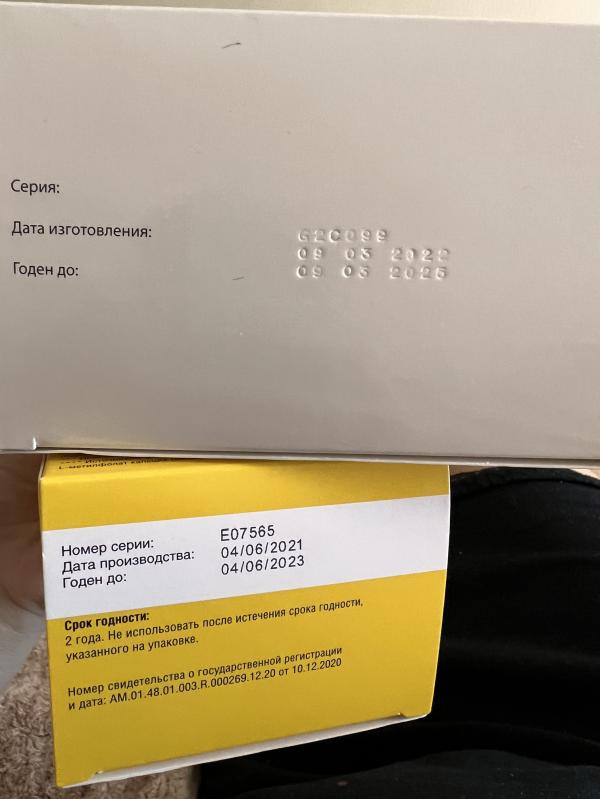 Серия:
Дата изготовления:
Годен до:
G2C099
09 03 2022
09 03 2025
L-метилфолат
Номер серии:
Дата производства:
Годен до:
E07565
04/06/2021
04/06/2023
Срок годности:
2 года. Не использовать после истечения срока годности,
указанного на упаковке.
Номер свидетельства о государственной регистрации
и дата: AM.01.48.01.003.R.000269.12.20 от 10.12.2020